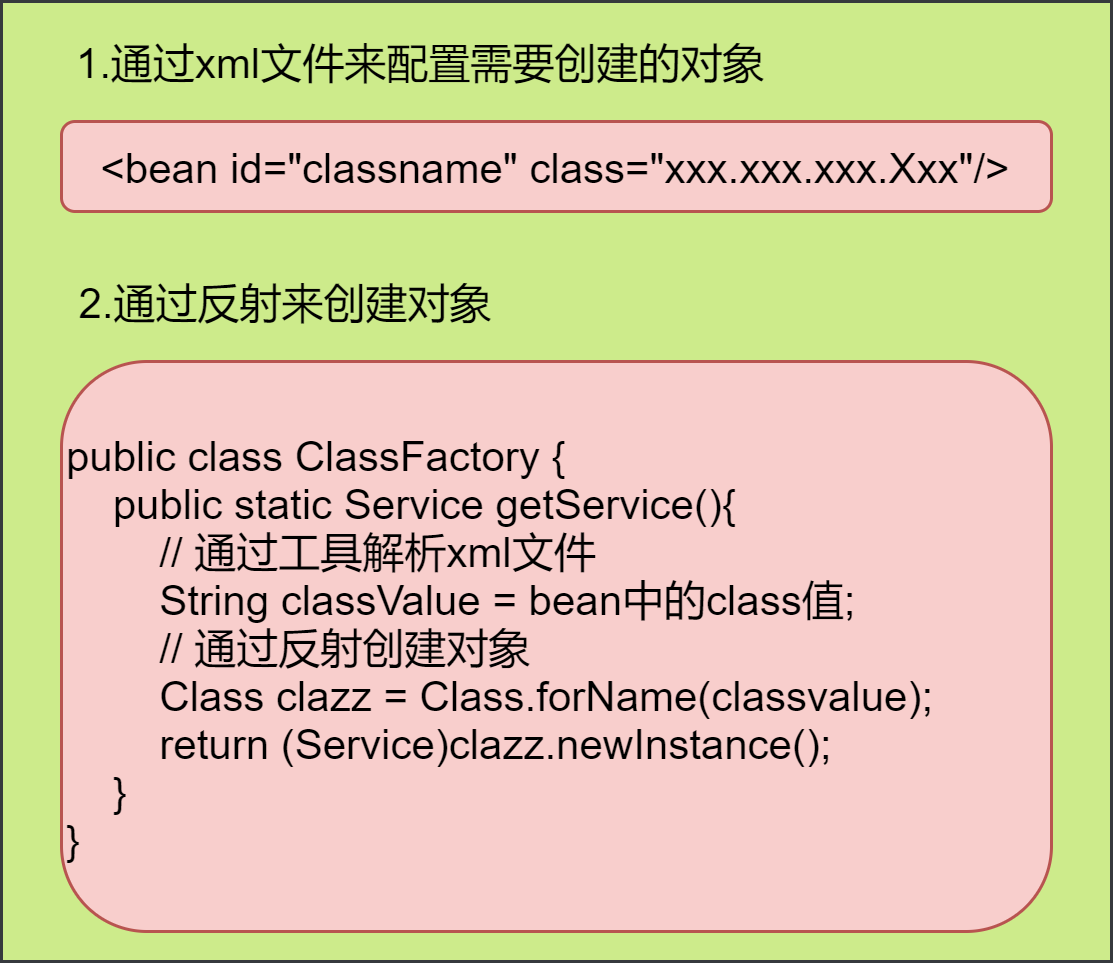 1.通过xml文件来配置需要创建的对象
<bean id="classname" class="xxx.xxx.xxx.Xxx"/>
2.通过反射来创建对象
public class ClassFactory {
public static Service getService(){
// 通过工具解析xml文件
String classValue = bean中的class值;
// 通过反射创建对象
Class clazz = Class.forName(classvalue);
return (Service)clazz.newInstance();
}
}